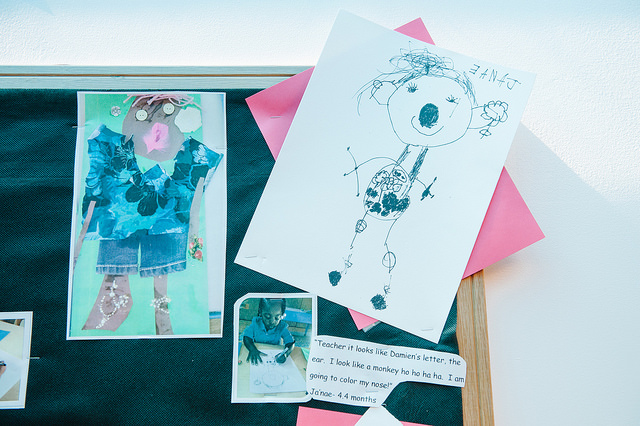 JANAE
"Teacher it looks like Damien's letter, the
ear. I look like a monkey ho ho ha ha. I am
going to color my nose!"
Ja'nae- 4.4 months